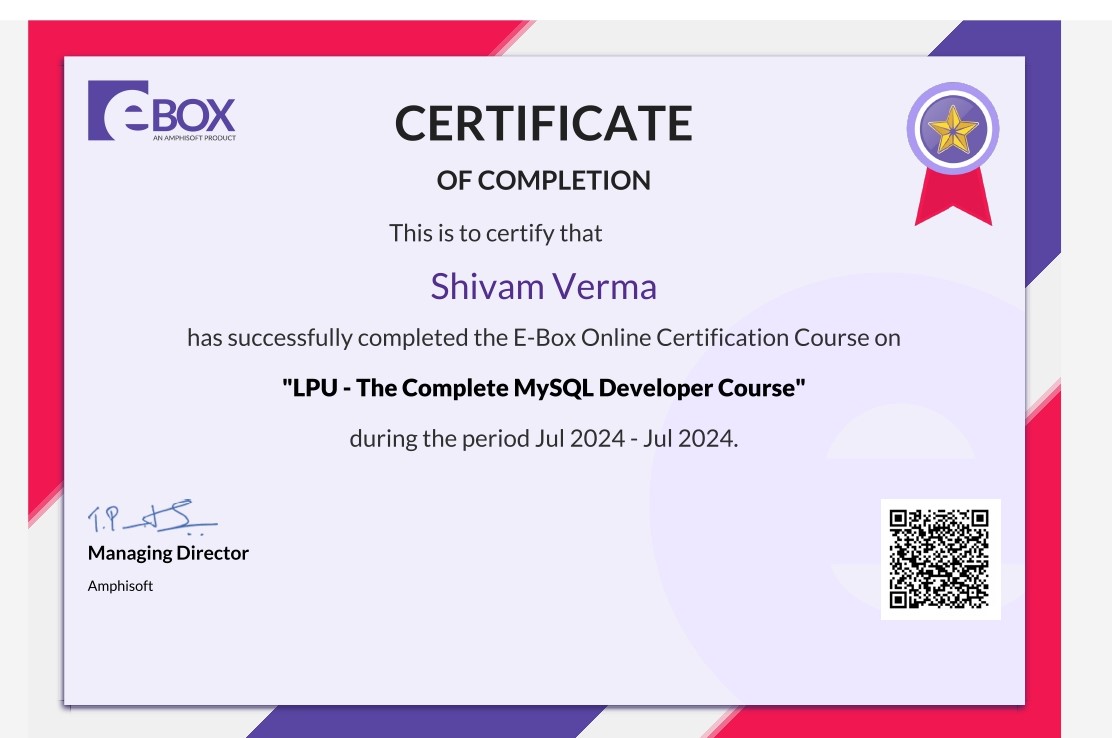 eBOX
AN AMPHISOFT PRODUCT
CERTIFICATE
OF COMPLETION
This is to certify that
Shivam Verma
has successfully completed the E-Box Online Certification Course on
"LPU - The Complete MySQL Developer Course"
during the period Jul 2024 - Jul 2024.
Managing Director
Amphisoft